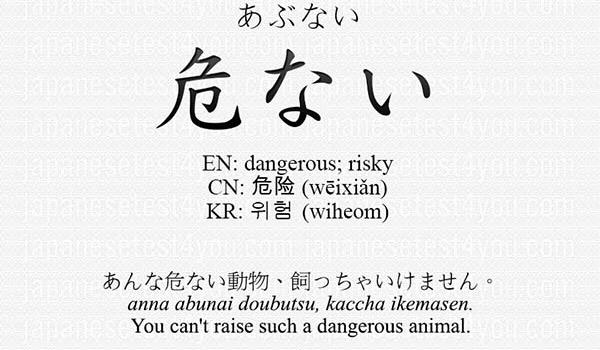 あぶない
危ない
EN: dangerous; risky
CN: 危险 (wēixiǎn)
KR: 위험 (wiheom)
あんな危ない動物、飼っちゃいけません。
anna abunai doubutsu, kaccha ikemasen.
You can't raise such a dangerous animal.